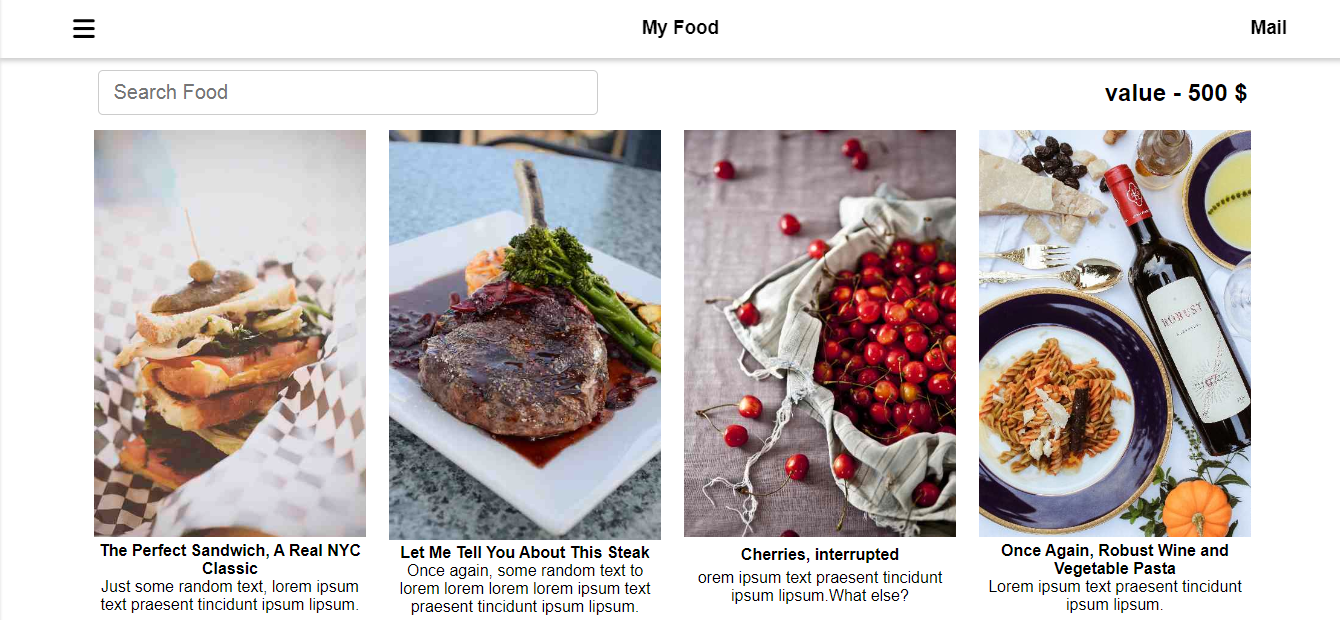 My Food
Mail
Search Food
value - 500 $
The Perfect Sandwich, A Real NYC
Classic
Just some random text, lorem ipsum
text praesent tincidunt ipsum lipsum.
Let Me Tell You About This Steak
Once again, some random text to
lorem lorem lorem lorem ipsum text
praesent tincidunt ipsum lipsum.
Cherries, interrupted
orem ipsum text praesent tincidunt
ipsum lipsum.What else?
ROBUST
Once Again, Robust Wine and
Vegetable Pasta
Lorem ipsum text praesent tincidunt
ipsum lipsum.